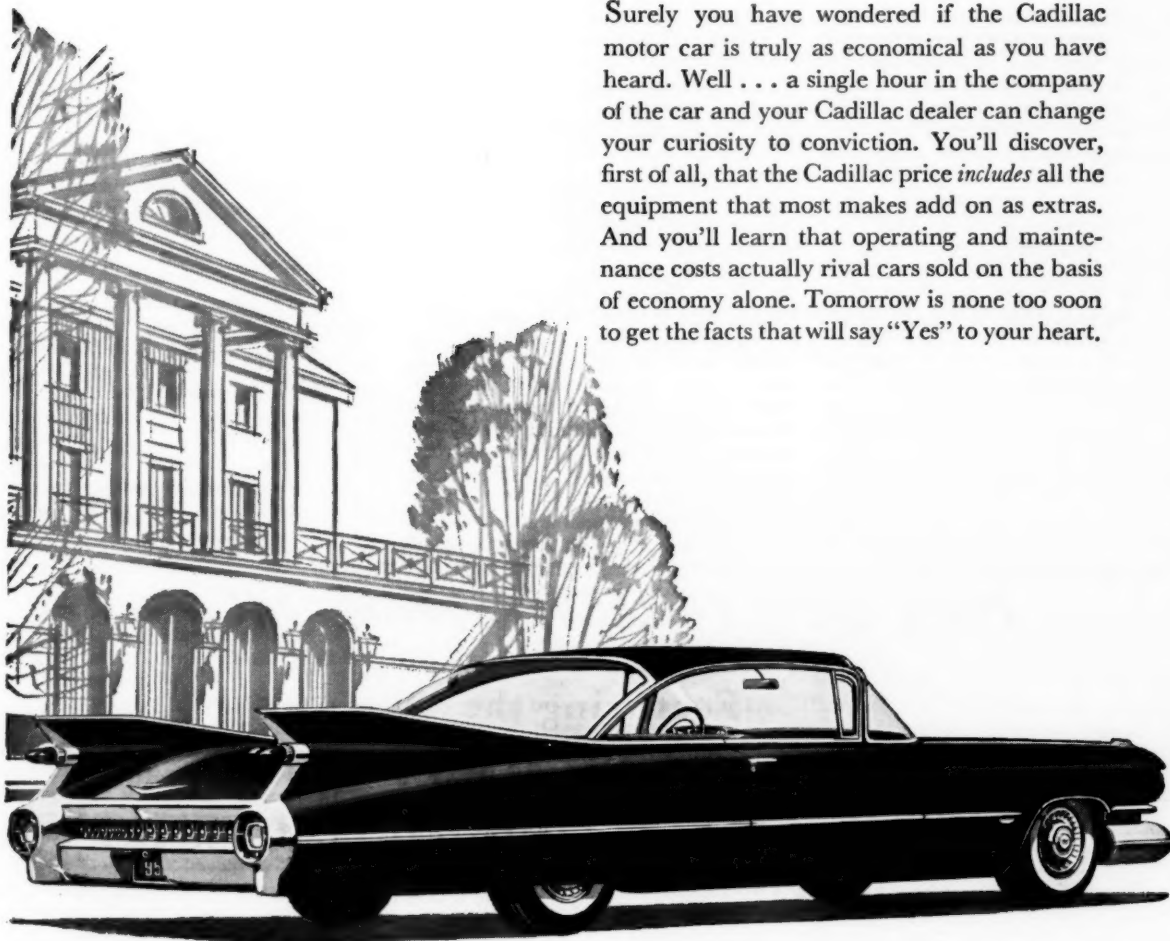 Surely you have wondered if the Cadillac
motor car is truly as economical as you have
heard. Well . . . a single hour in the company
of the car and your Cadillac dealer can change
your curiosity to conviction. You'll discover,
first of all, that the Cadillac price includes all the
equipment that most makes add on as extras.
And you'll learn that operating and mainte-
nance costs actually rival cars sold on the basis
of economy alone. Tomorrow is none too soon
to get the facts that will say “Yes” to your heart.
95